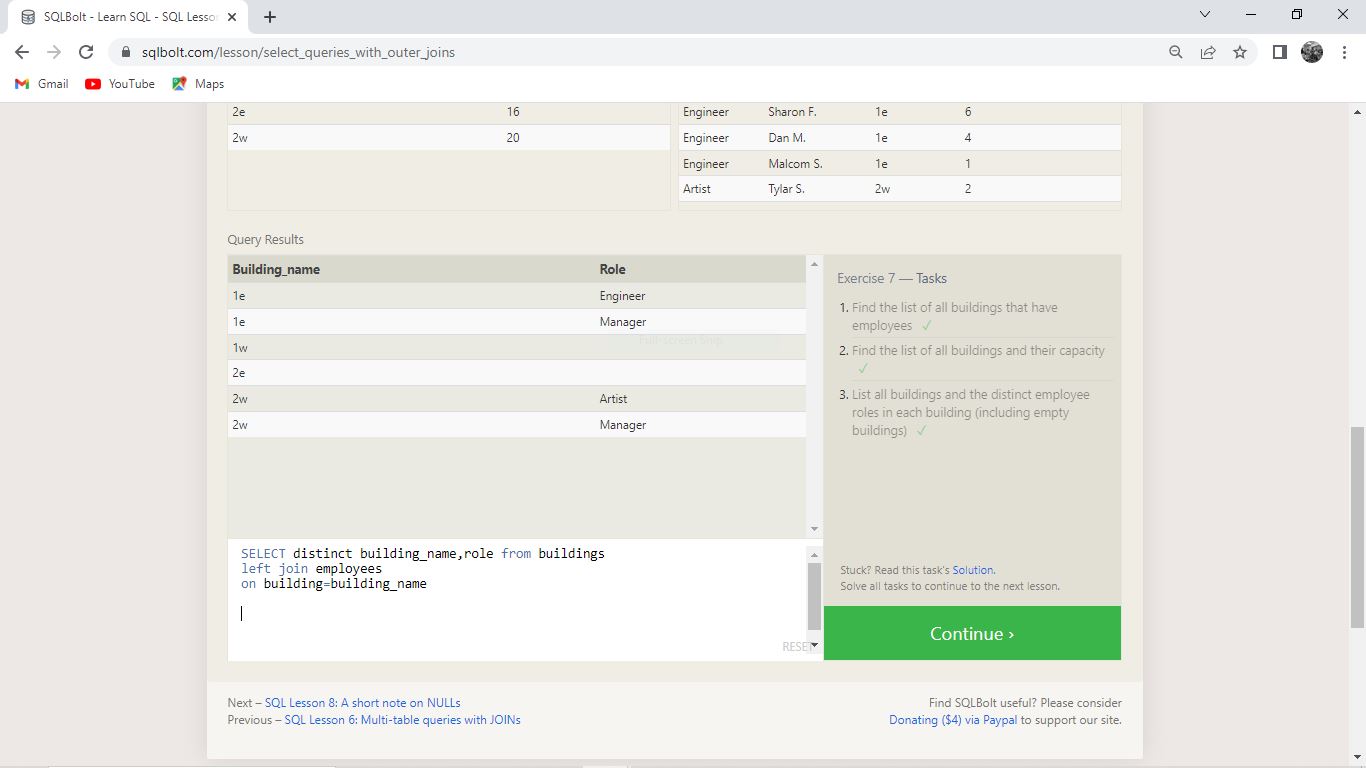 SQLBolt - Learn SQL - SQL Lesso
sqlbolt.com/lesson/select_queries_with_outer_joins
Gmail YouTube Maps
2e 16
2w 20
Engineer Sharon F. 1e 6
Engineer Dan M. 1e 4
Engineer Malcom S. 1e 1
Artist Tylar S. 2w 2
Query Results
Building_name Role
1e Engineer
1e Manager
1w
2e
2w Artist
2w Manager
Full-screen Snip
Exercise 7 — Tasks
1. Find the list of all buildings that have
employees ✓
2. Find the list of all buildings and their capacity
✓
3. List all buildings and the distinct employee
roles in each building (including empty
buildings) ✓
SELECT distinct building_name,role from buildings
left join employees
on building=building_name
RESET
Stuck? Read this task's Solution.
Solve all tasks to continue to the next lesson.
Continue ›
Next – SQL Lesson 8: A short note on NULLs
Previous – SQL Lesson 6: Multi-table queries with JOINs
Find SQLBolt useful? Please consider
Donating ($4) via Paypal to support our site.